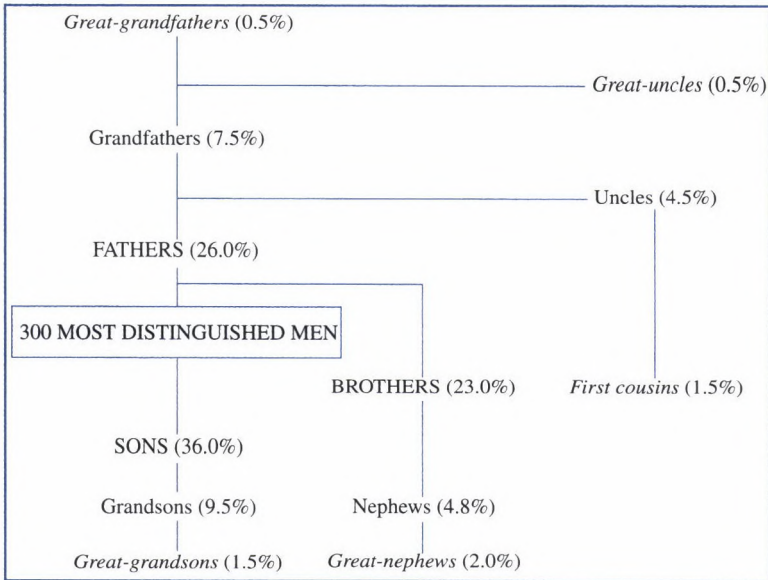 Great-grandfathers (0.5%)
Great-uncles (0.5%)
Grandfathers (7.5%)
Uncles (4.5%)
FATHERS (26.0%)
300 MOST DISTINGUISHED MEN
BROTHERS (23.0%)
First cousins (1.5%)
SONS (36.0%)
Grandsons (9.5%)
Nephews (4.8%)
Great-grandsons (1.5%)
Great-nephews (2.0%)